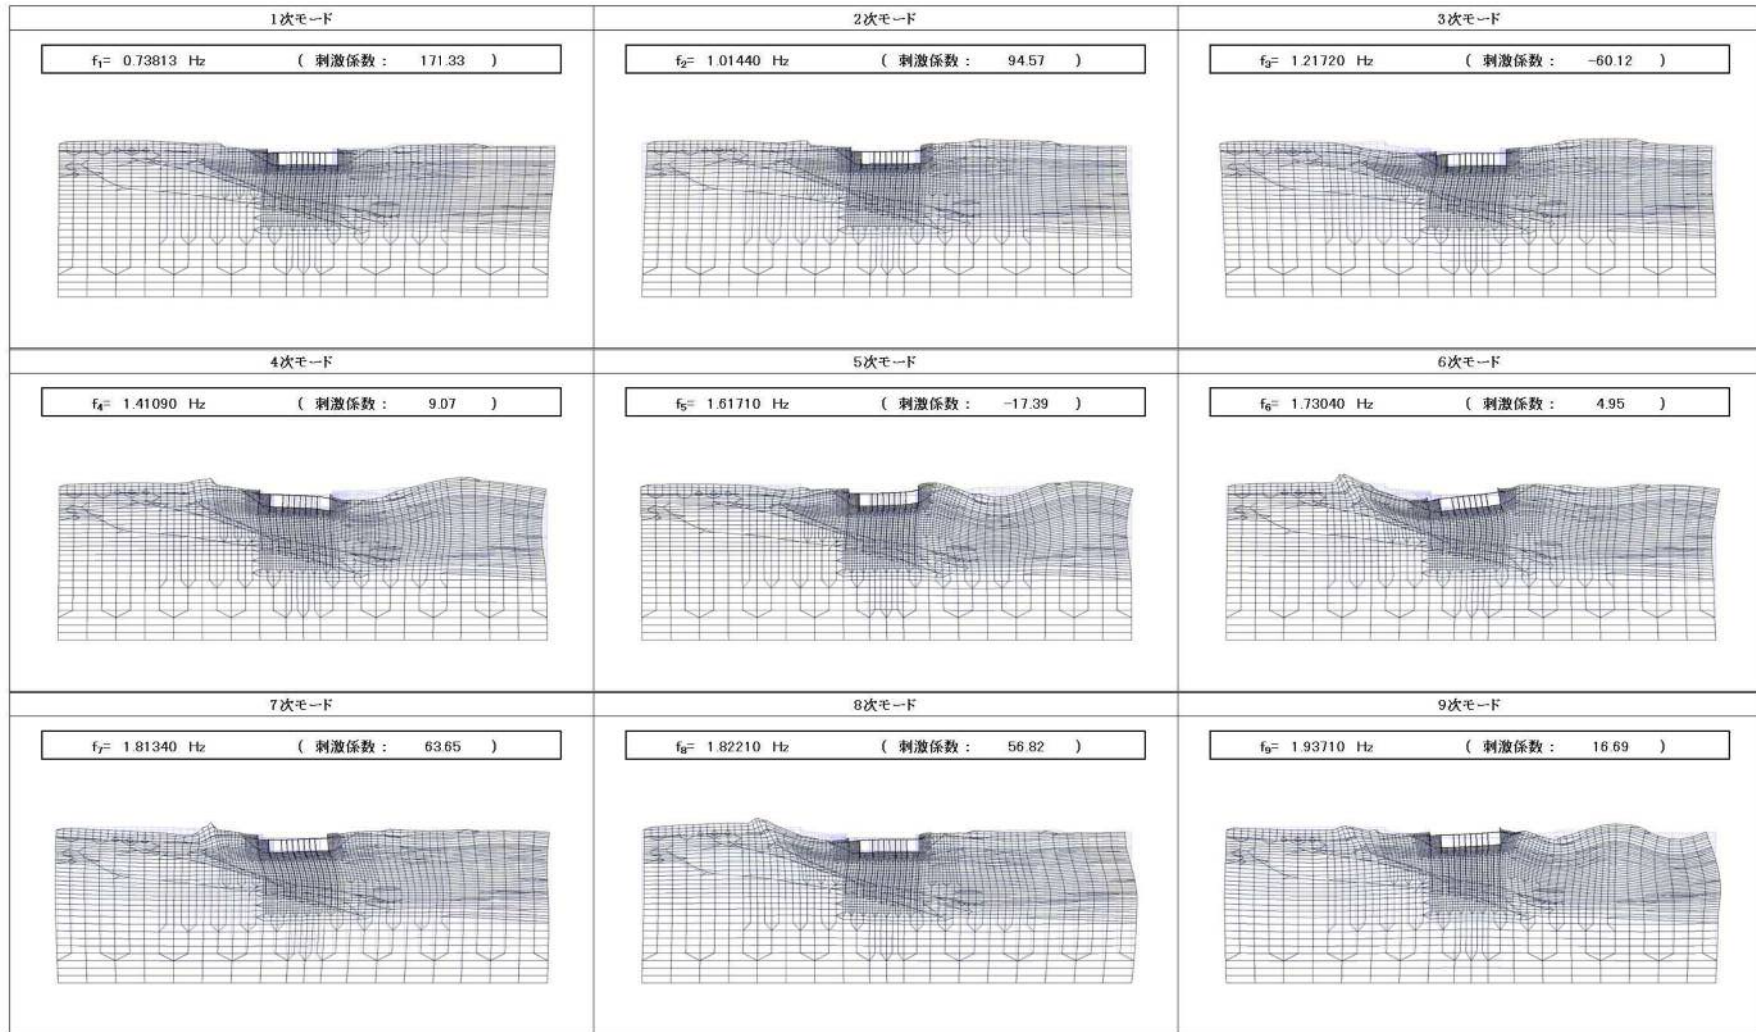 1次モード
f₁= 0.73813 Hz ( 刺激係数 : 171.33 )
2次モード
f₂= 1.01440 Hz ( 刺激係数 : 94.57 )
3次モード
f₃= 1.21720 Hz ( 刺激係数 : -60.12 )
4次モード
f₄= 1.41090 Hz ( 刺激係数 : 9.07 )
5次モード
f₅= 1.61710 Hz ( 刺激係数 : -17.39 )
6次モード
f₆= 1.73040 Hz ( 刺激係数 : 4.95 )
7次モード
f₇= 1.81340 Hz ( 刺激係数 : 63.65 )
8次モード
f₈= 1.82210 Hz ( 刺激係数 : 56.82 )
9次モード
f₉= 1.93710 Hz ( 刺激係数 : 16.69 )